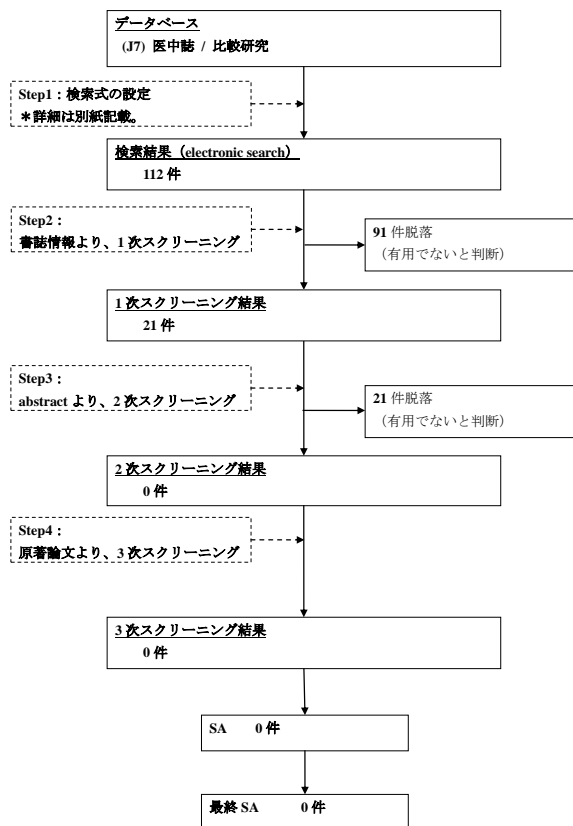 データベース
(J7) 医中誌 / 比較研究
Step1：検索式の設定
＊詳細は別紙記載。
検索結果（electronic search）
112 件
Step2：
書誌情報より、1 次スクリーニング
91 件脱落
（有用でないと判断）
1 次スクリーニング結果
21 件
Step3：
abstract より、2 次スクリーニング
21 件脱落
（有用でないと判断）
2 次スクリーニング結果
0 件
Step4：
原著論文より、3 次スクリーニング
3 次スクリーニング結果
0 件
SA 0 件
最終 SA 0 件